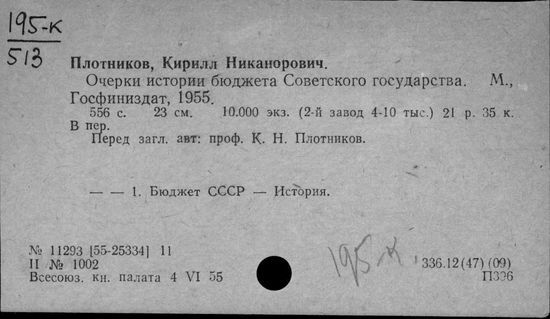 195-к
513
Плотников, Кирилл Никанорович.
Очерки истории бюджета Советского государства. М.,
Госфиниздат, 1955.
556 с. 23 см. 10.000 экз. (2-й завод 4-10 тыс.) 21 р. 35 к.
В пер.
Перед загл. авт: проф. К. Н. Плотников.
— — 1. Бюджет СССР — История.
№ 11293 [55-25334] 11
П № 1002
Всесоюз. кн. палата 4 VI 55
195-к.
336.12(47)(09)
П336